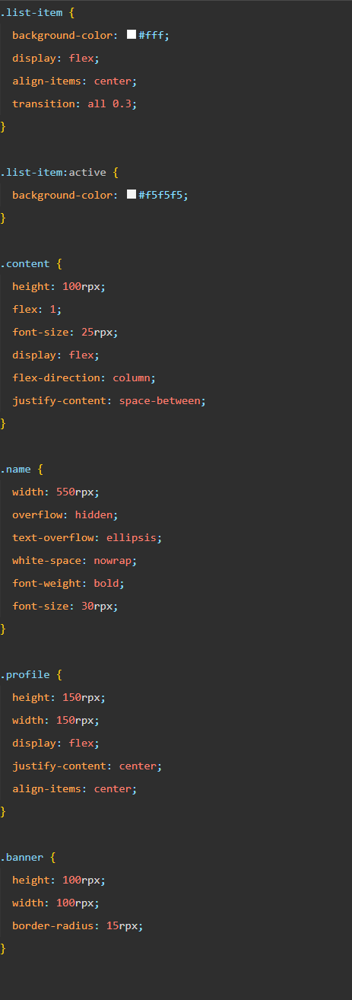 .list-item {
  background-color: #fff;
  display: flex;
  align-items: center;
  transition: all 0.3;
}

.list-item:active {
  background-color: #f5f5f5;
}

.content {
  height: 100rpx;
  flex: 1;
  font-size: 25rpx;
  display: flex;
  flex-direction: column;
  justify-content: space-between;
}

.name {
  width: 550rpx;
  overflow: hidden;
  text-overflow: ellipsis;
  white-space: nowrap;
  font-weight: bold;
  font-size: 30rpx;
}

.profile {
  height: 150rpx;
  width: 150rpx;
  display: flex;
  justify-content: center;
  align-items: center;
}

.banner {
  height: 100rpx;
  width: 100rpx;
  border-radius: 15rpx;
}